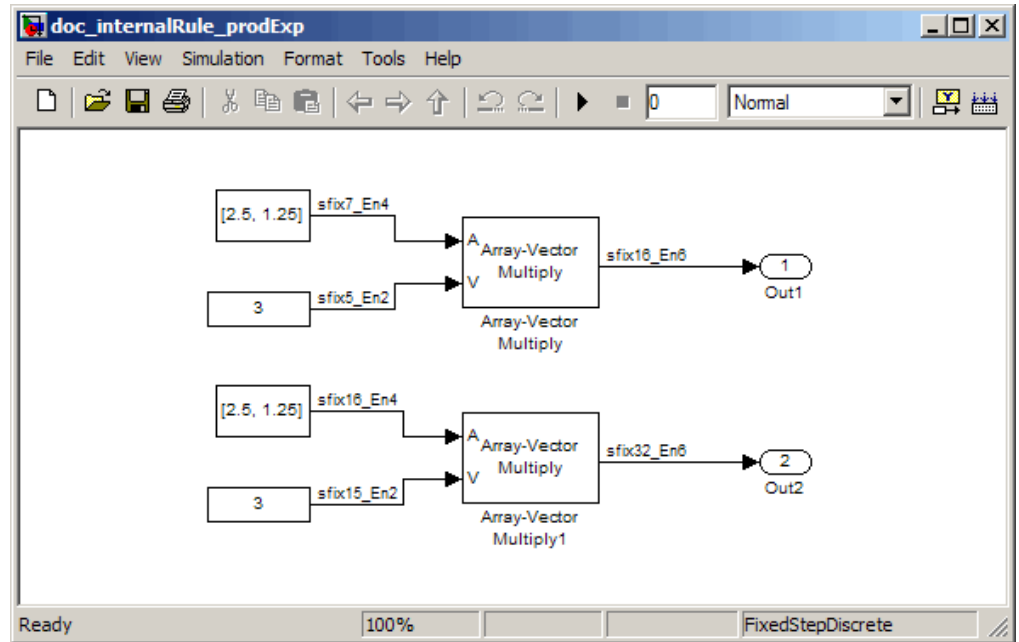 doc_internalRule_prodExp
File Edit View Simulation Format Tools Help
0 Normal
[2.5, 1.25]
sfix7_En4
3
sfix5_En2
A
V
Array-Vector
Multiply
sfix16_En6
1
Out1
Array-Vector
Multiply
[2.5, 1.25]
sfix16_En4
3
sfix15_En2
A
V
Array-Vector
Multiply
sfix32_En6
2
Out2
Array-Vector
Multiply1
Ready 100% FixedStepDiscrete